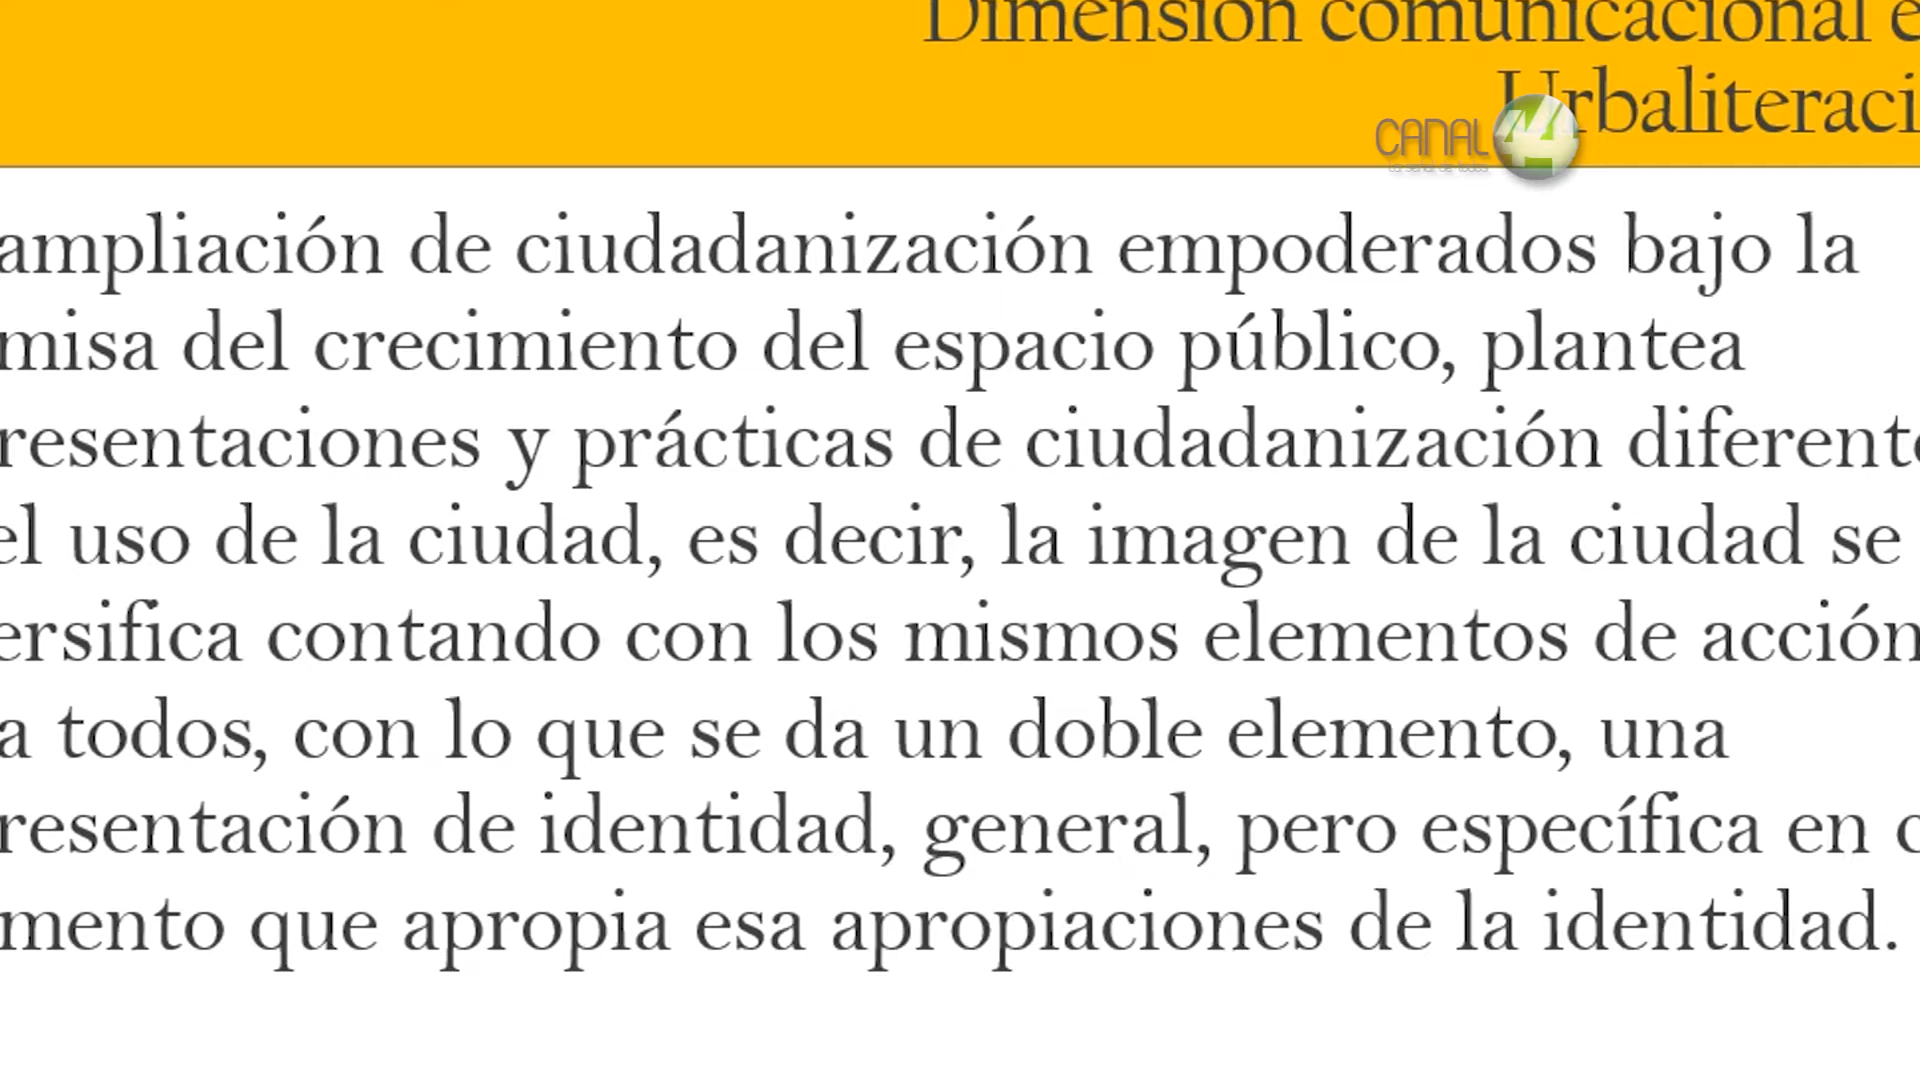 Dimensión comunicacional e
Urbaliteraci
CANAL 44
ampliación de ciudadanización empoderados bajo la
misa del crecimiento del espacio público, plantea
resentaciones y prácticas de ciudadanización diferente
el uso de la ciudad, es decir, la imagen de la ciudad se
ersifica contando con los mismos elementos de acción
a todos, con lo que se da un doble elemento, una
resentación de identidad, general, pero específica en c
mento que apropia esa apropiaciones de la identidad.